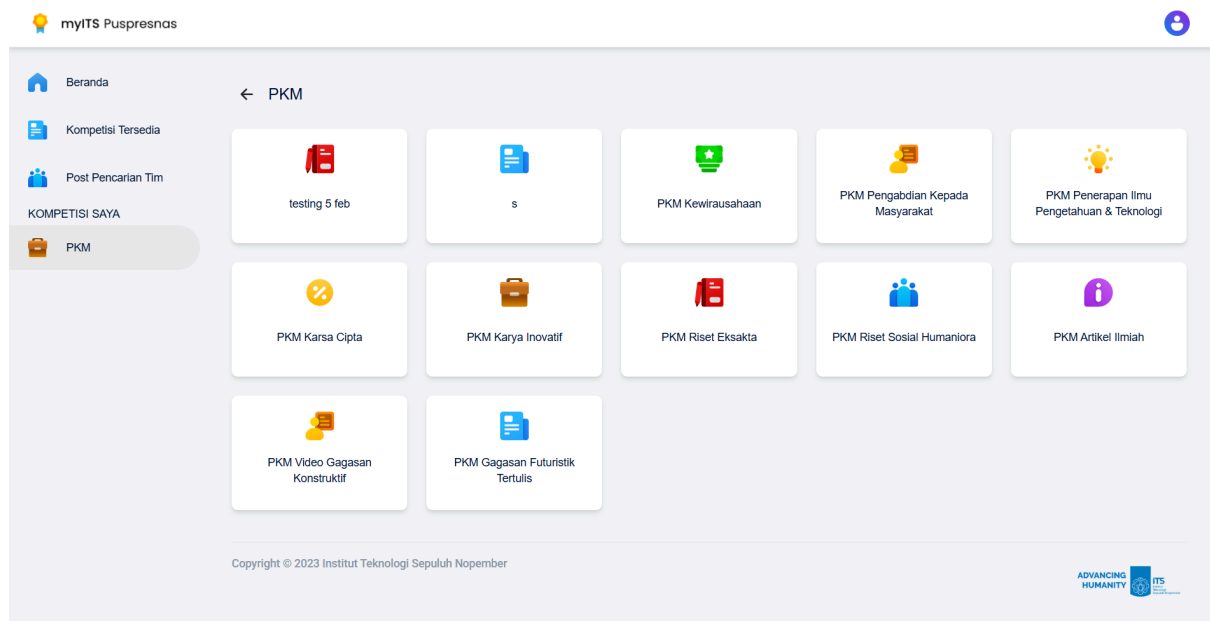 myITS Puspresnas
Beranda
Kompetisi Tersedia
Post Pencarian Tim
KOMPETISI SAYA
PKM
PKM
testing 5 feb
s
PKM Kewirausahaan
PKM Pengabdian Kepada
Masyarakat
PKM Penerapan Ilmu
Pengetahuan & Teknologi
PKM Karsa Cipta
PKM Karya Inovatif
PKM Riset Eksakta
PKM Riset Sosial Humaniora
PKM Artikel Ilmiah
PKM Video Gagasan
Konstruktif
PKM Gagasan Futuristik
Tertulis
Copyright © 2023 Institut Teknologi Sepuluh Nopember
ADVANCING
HUMANITY
ITS